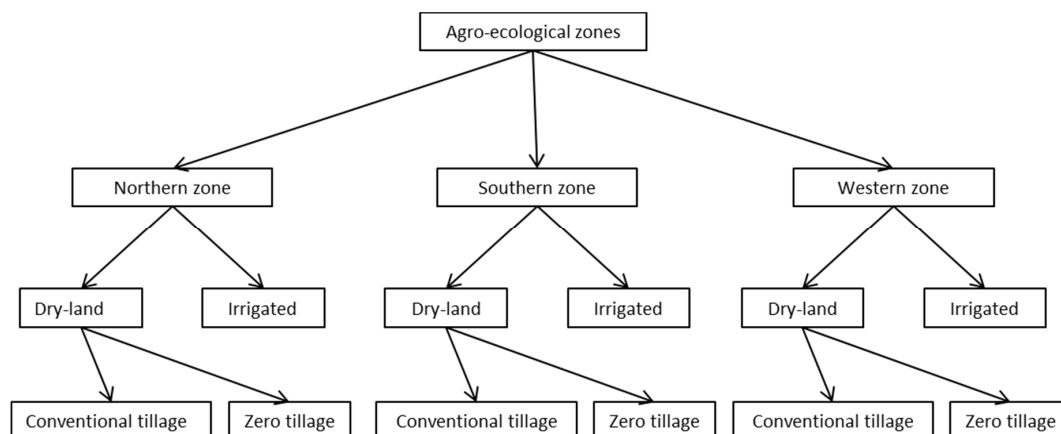 Agro-ecological zones
Northern zone
Southern zone
Western zone
Dry-land
Irrigated
Dry-land
Irrigated
Dry-land
Irrigated
Conventional tillage
Zero tillage
Conventional tillage
Zero tillage
Conventional tillage
Zero tillage